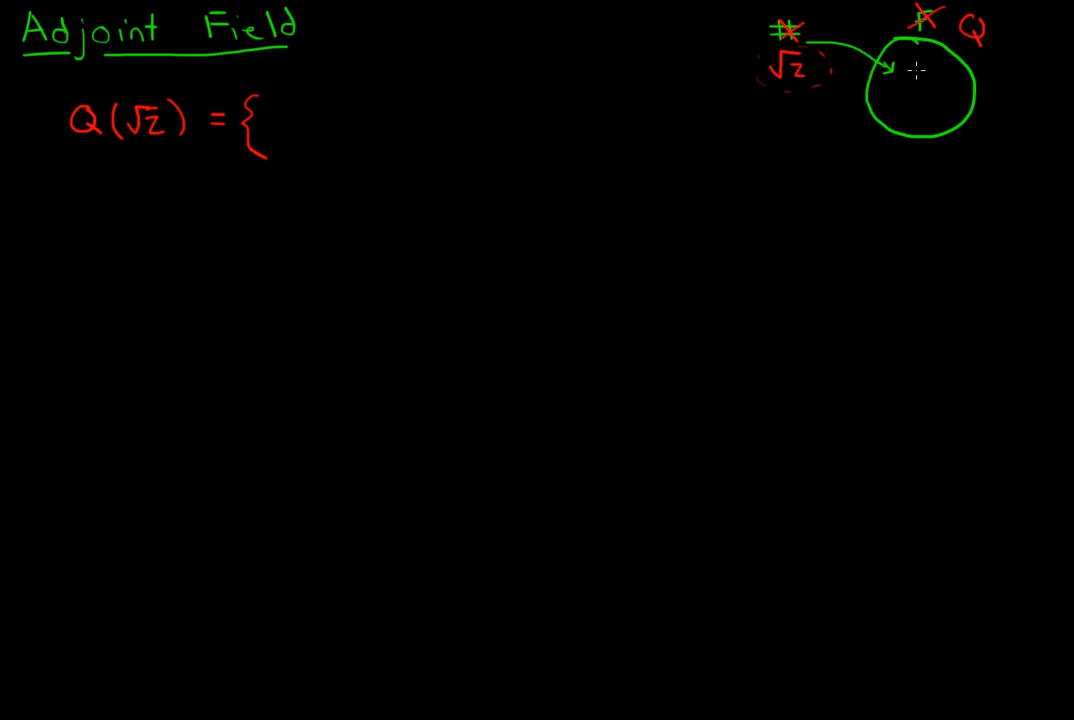 Adjoint Field
# F Q
√2
Q(√2) = {